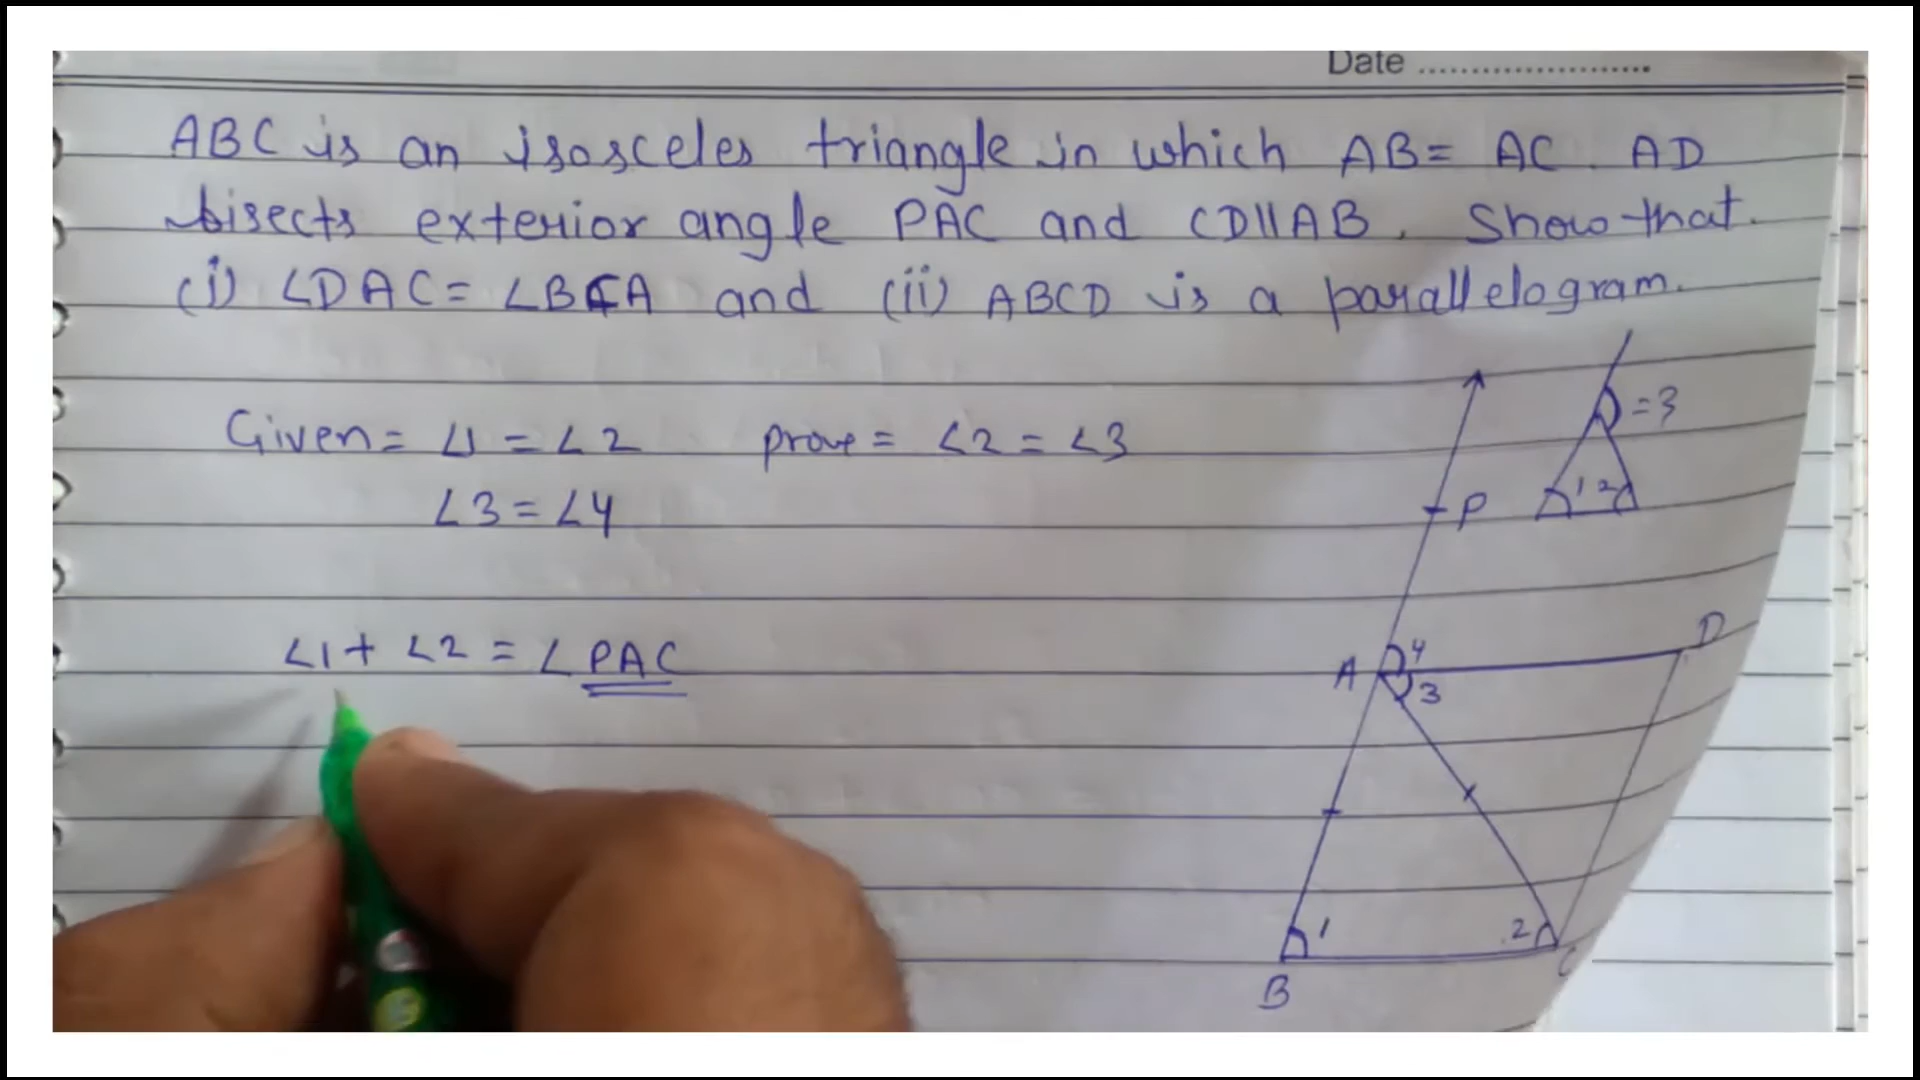 Date ........................
ABC is an isosceles triangle in which AB = AC. AD
bisects exterior angle PAC and CD||AB. Show that.
(i) ∠DAC = ∠BCA and (ii) ABCD is a parallelogram.
Given = ∠1 = ∠2 prove = ∠2 = ∠3
∠3 = ∠4
∠1 + ∠2 = ∠PAC
= 3
1 2
P
D
A 4
3
1 2
B C